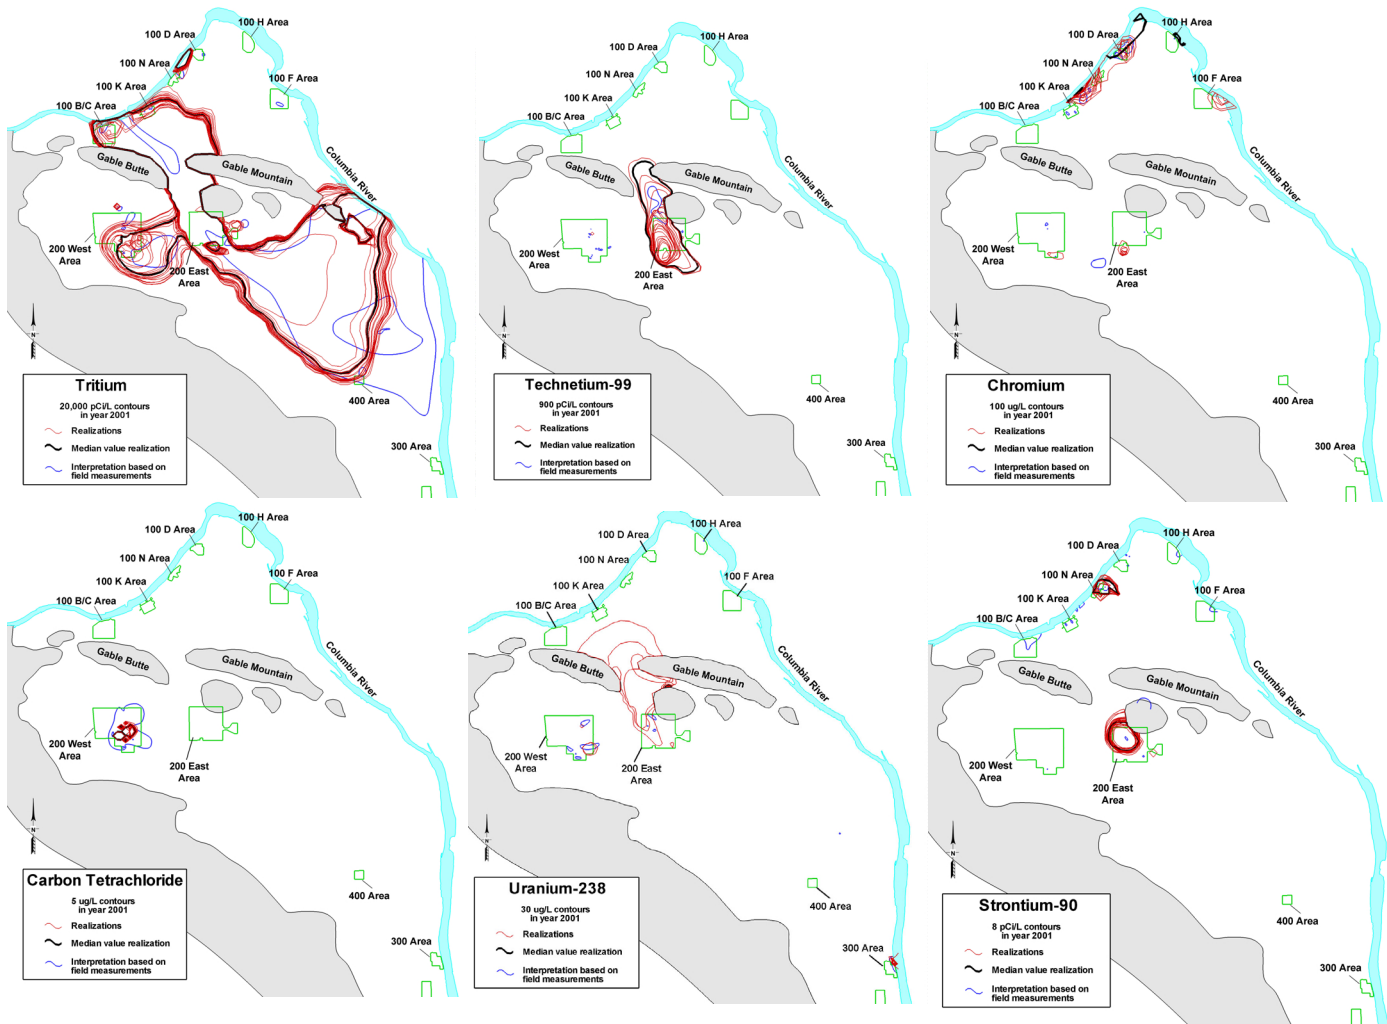 100 H Area
100 D Area
100 N Area
100 F Area
100 K Area
100 B/C Area
Gable Butte
Gable Mountain
Columbia River
200 West
Area
200 East
Area
N
Tritium
20,000 pCi/L contours
in year 2001
Realizations
Median value realization
Interpretation based on
field measurements
400 Area
300 Area
100 H Area
100 D Area
100 N Area
100 K Area
100 B/C Area
Gable Butte
Gable Mountain
Columbia River
200 West
Area
200 East
Area
N
Technetium-99
900 pCi/L contours
in year 2001
Realizations
Median value realization
Interpretation based on
field measurements
400 Area
300 Area
100 H Area
100 D Area
100 N Area
100 F Area
100 K Area
100 B/C Area
Gable Butte
Gable Mountain
Columbia River
200 West
Area
200 East
Area
N
Chromium
100 ug/L contours
in year 2001
Realizations
Median value realization
Interpretation based on
field measurements
400 Area
300 Area
100 H Area
100 D Area
100 N Area
100 F Area
100 K Area
100 B/C Area
Gable Butte
Gable Mountain
Columbia River
200 West
Area
200 East
Area
N
Carbon Tetrachloride
5 ug/L contours
in year 2001
Realizations
Median value realization
Interpretation based on
field measurements
400 Area
300 Area
100 H Area
100 D Area
100 N Area
100 F Area
100 K Area
100 B/C Area
Gable Butte
Gable Mountain
Columbia River
200 West
Area
200 East
Area
N
Uranium-238
30 ug/L contours
in year 2001
Realizations
Median value realization
Interpretation based on
field measurements
400 Area
300 Area
100 H Area
100 D Area
100 N Area
100 F Area
100 K Area
100 B/C Area
Gable Butte
Gable Mountain
Columbia River
200 West
Area
200 East
Area
N
Strontium-90
8 pCi/L contours
in year 2001
Realizations
Median value realization
Interpretation based on
field measurements
400 Area
300 Area